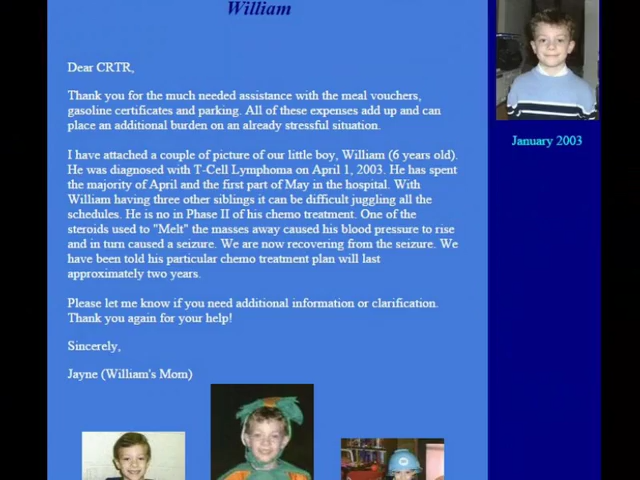 William
Dear CRTR,
Thank you for the much needed assistance with the meal vouchers,
gasoline certificates and parking. All of these expenses add up and can
place an additional burden on an already stressful situation.
I have attached a couple of picture of our little boy, William (6 years old).
He was diagnosed with T-Cell Lymphoma on April 1, 2003. He has spent
the majority of April and the first part of May in the hospital. With
William having three other siblings it can be difficult juggling all the
schedules. He is no in Phase II of his chemo treatment. One of the
steroids used to "Melt" the masses away caused his blood pressure to rise
and in turn caused a seizure. We are now recovering from the seizure. We
have been told his particular chemo treatment plan will last
approximately two years.
Please let me know if you need additional information or clarification.
Thank you again for your help!
Sincerely,
Jayne (William's Mom)
January 2003